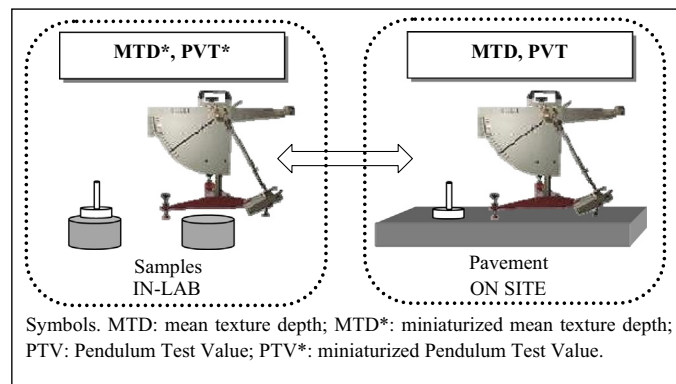 MTD*, PVT*
MTD, PVT
Samples
IN-LAB
Pavement
ON SITE
Symbols. MTD: mean texture depth; MTD*: miniaturized mean texture depth;
PTV: Pendulum Test Value; PTV*: miniaturized Pendulum Test Value.